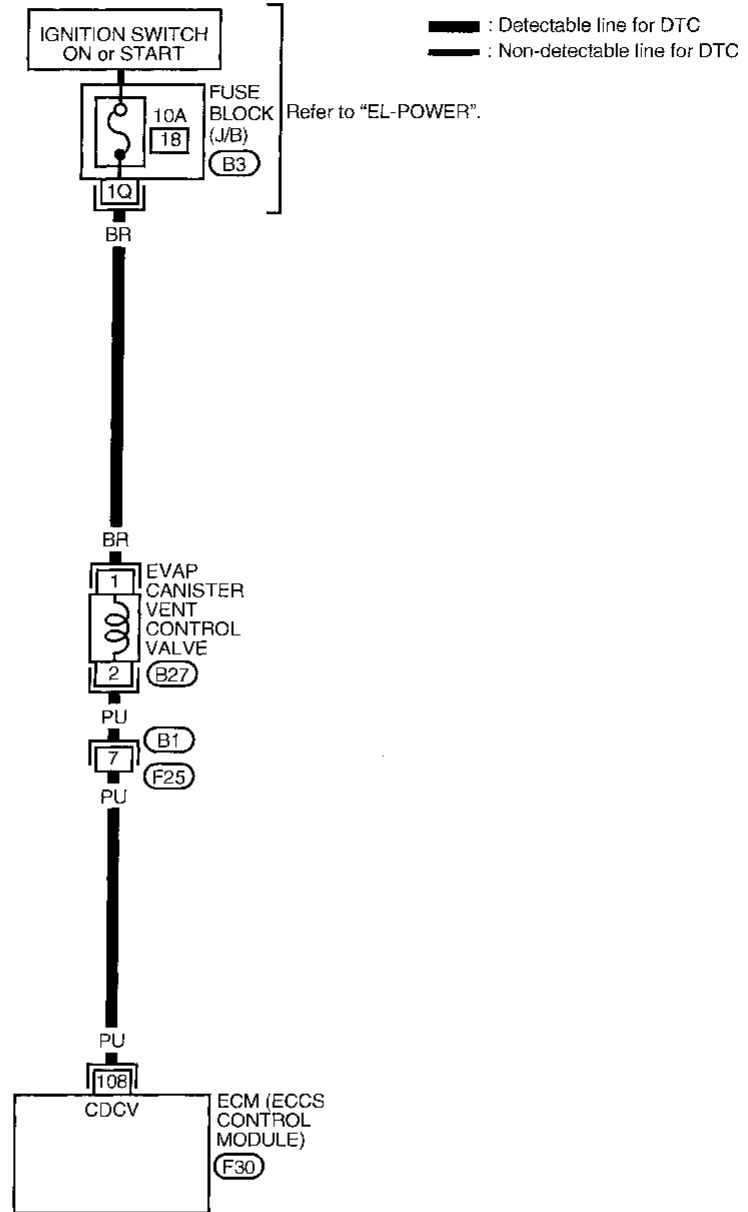 IGNITION SWITCH
ON or START
: Detectable line for DTC
: Non-detectable line for DTC
FUSE
BLOCK
(J/B)
10A
18
B3
Refer to "EL-POWER".
1Q
BR
BR
1
EVAP
CANISTER
VENT
CONTROL
VALVE
2
B27
PU
B1
7
F25
PU
PU
108
CDCV
ECM (ECCS
CONTROL
MODULE)
F30